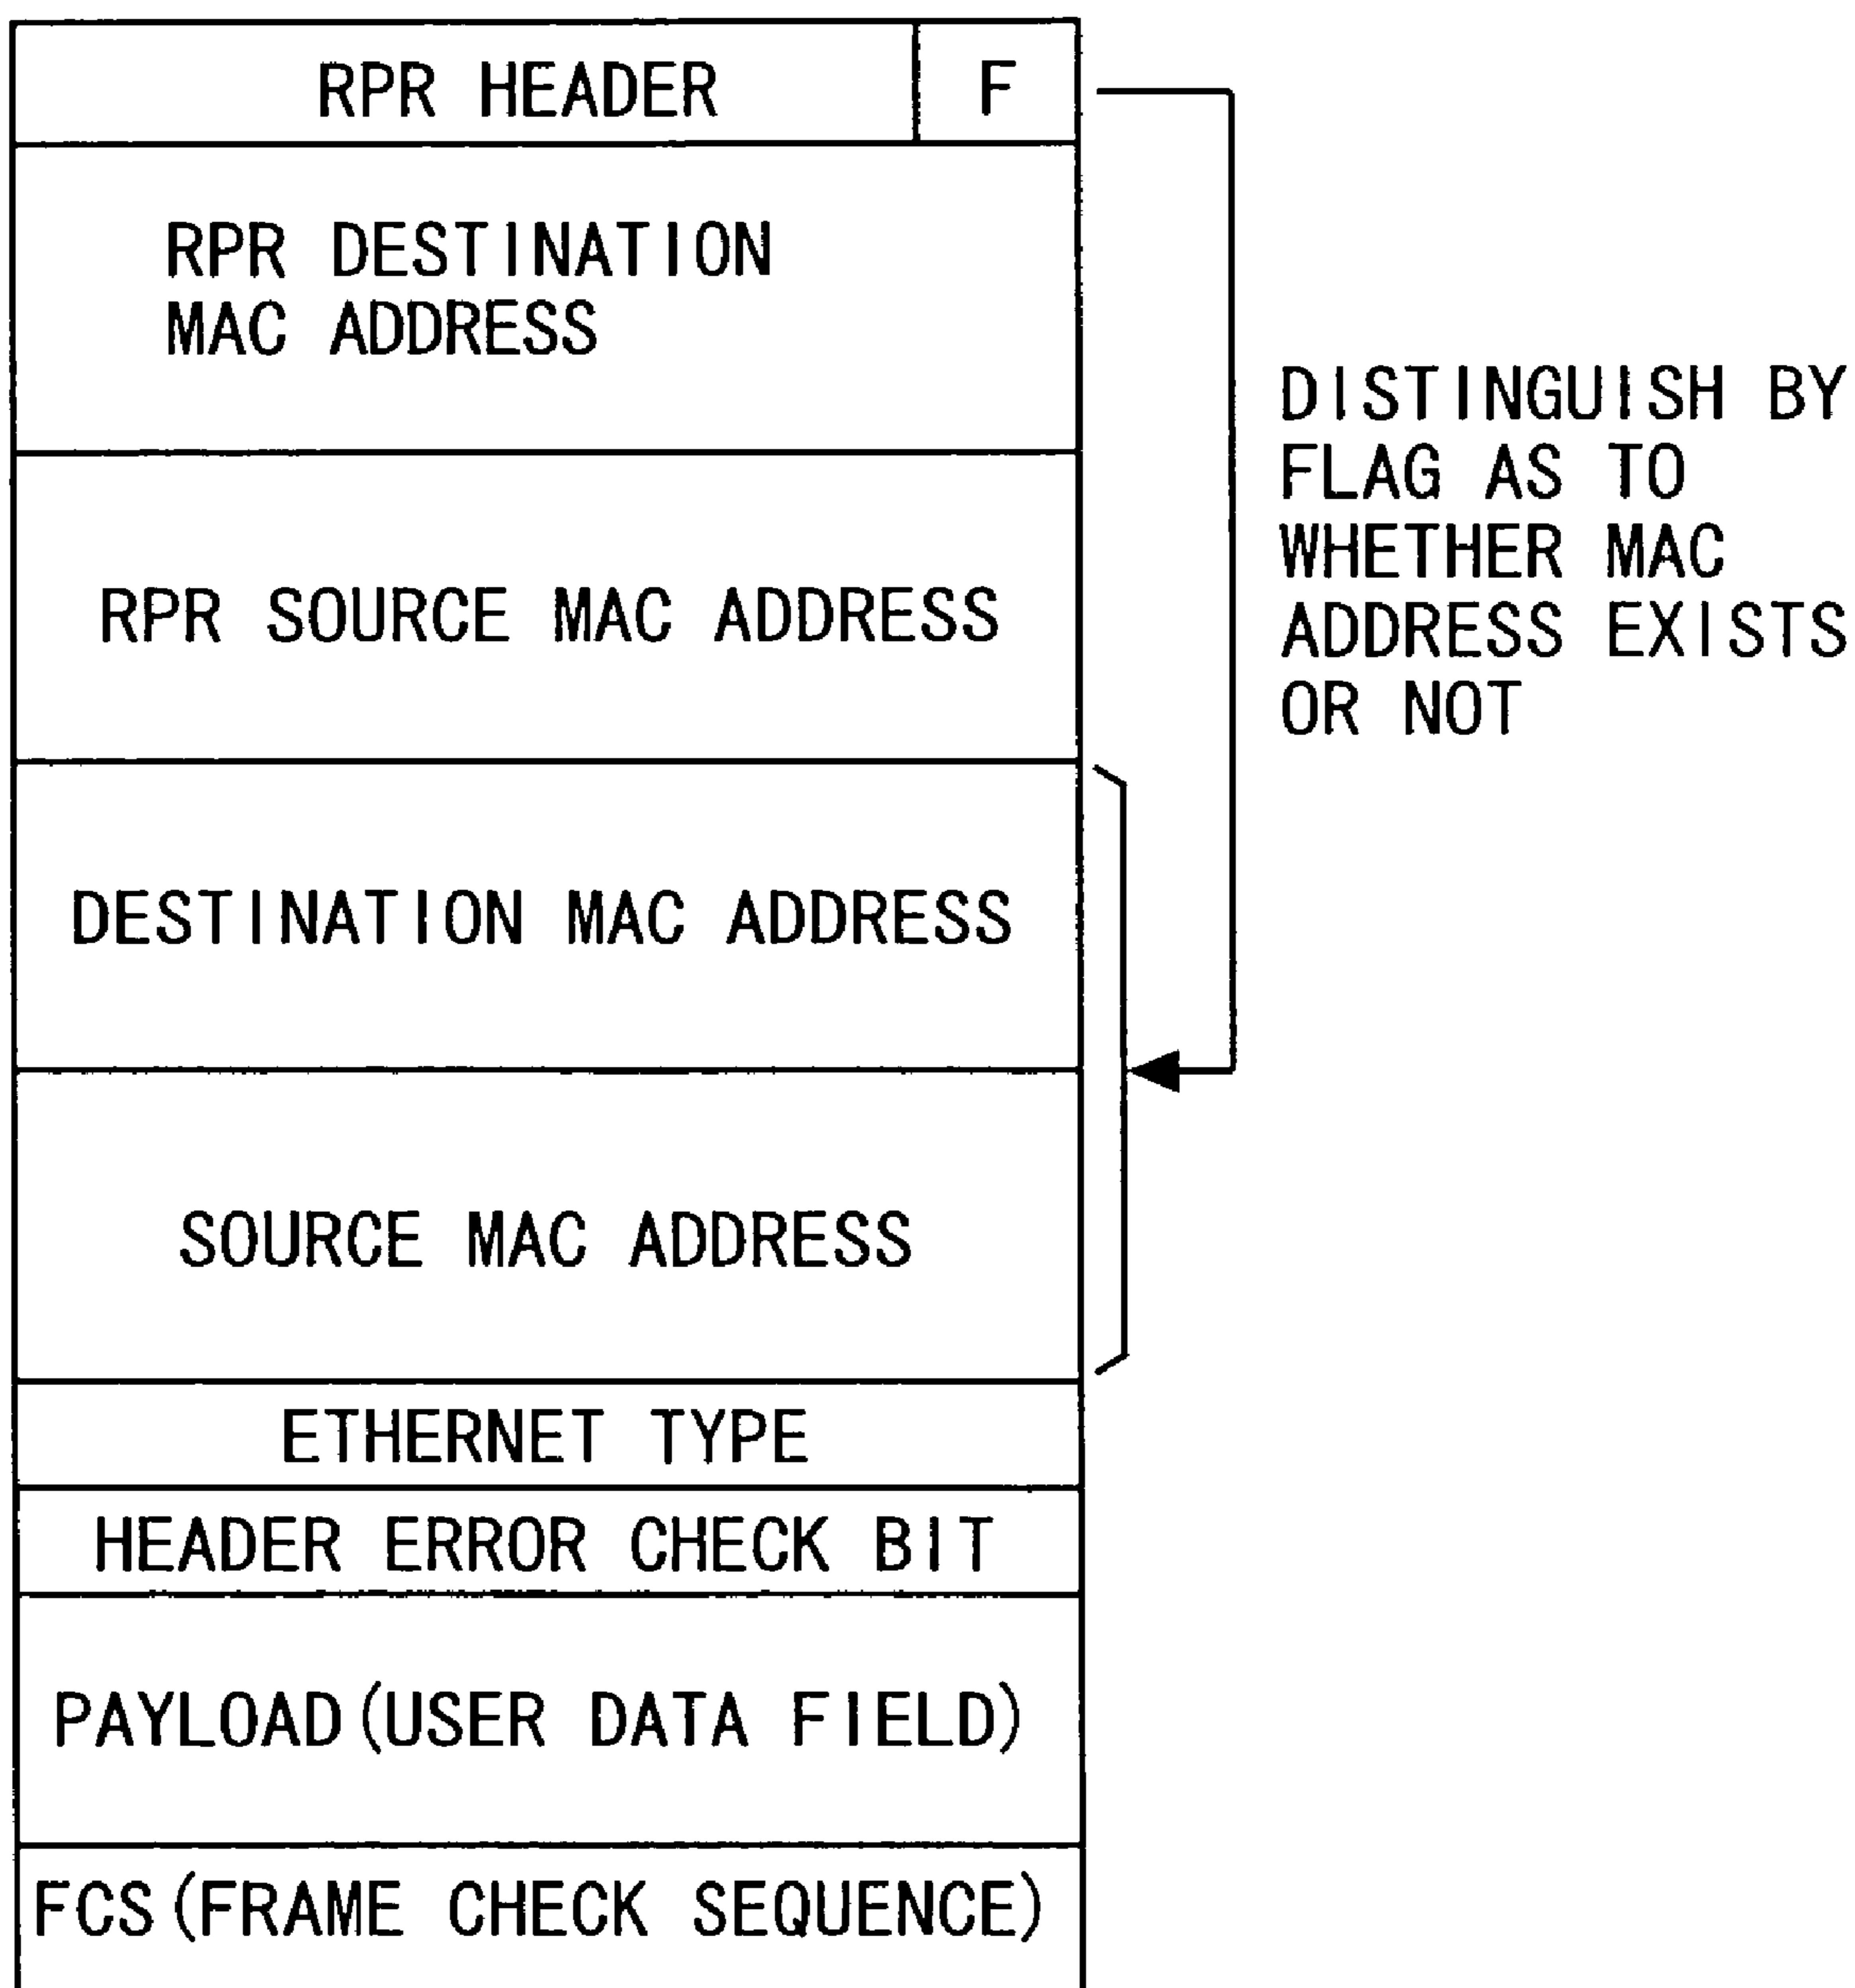 RPR HEADER F
RPR DESTINATION
MAC ADDRESS
RPR SOURCE MAC ADDRESS
DESTINATION MAC ADDRESS
SOURCE MAC ADDRESS
ETHERNET TYPE
HEADER ERROR CHECK BIT
PAYLOAD(USER DATA FIELD)
FCS(FRAME CHECK SEQUENCE)
DISTINGUISH BY
FLAG AS TO
WHETHER MAC
ADDRESS EXISTS
OR NOT